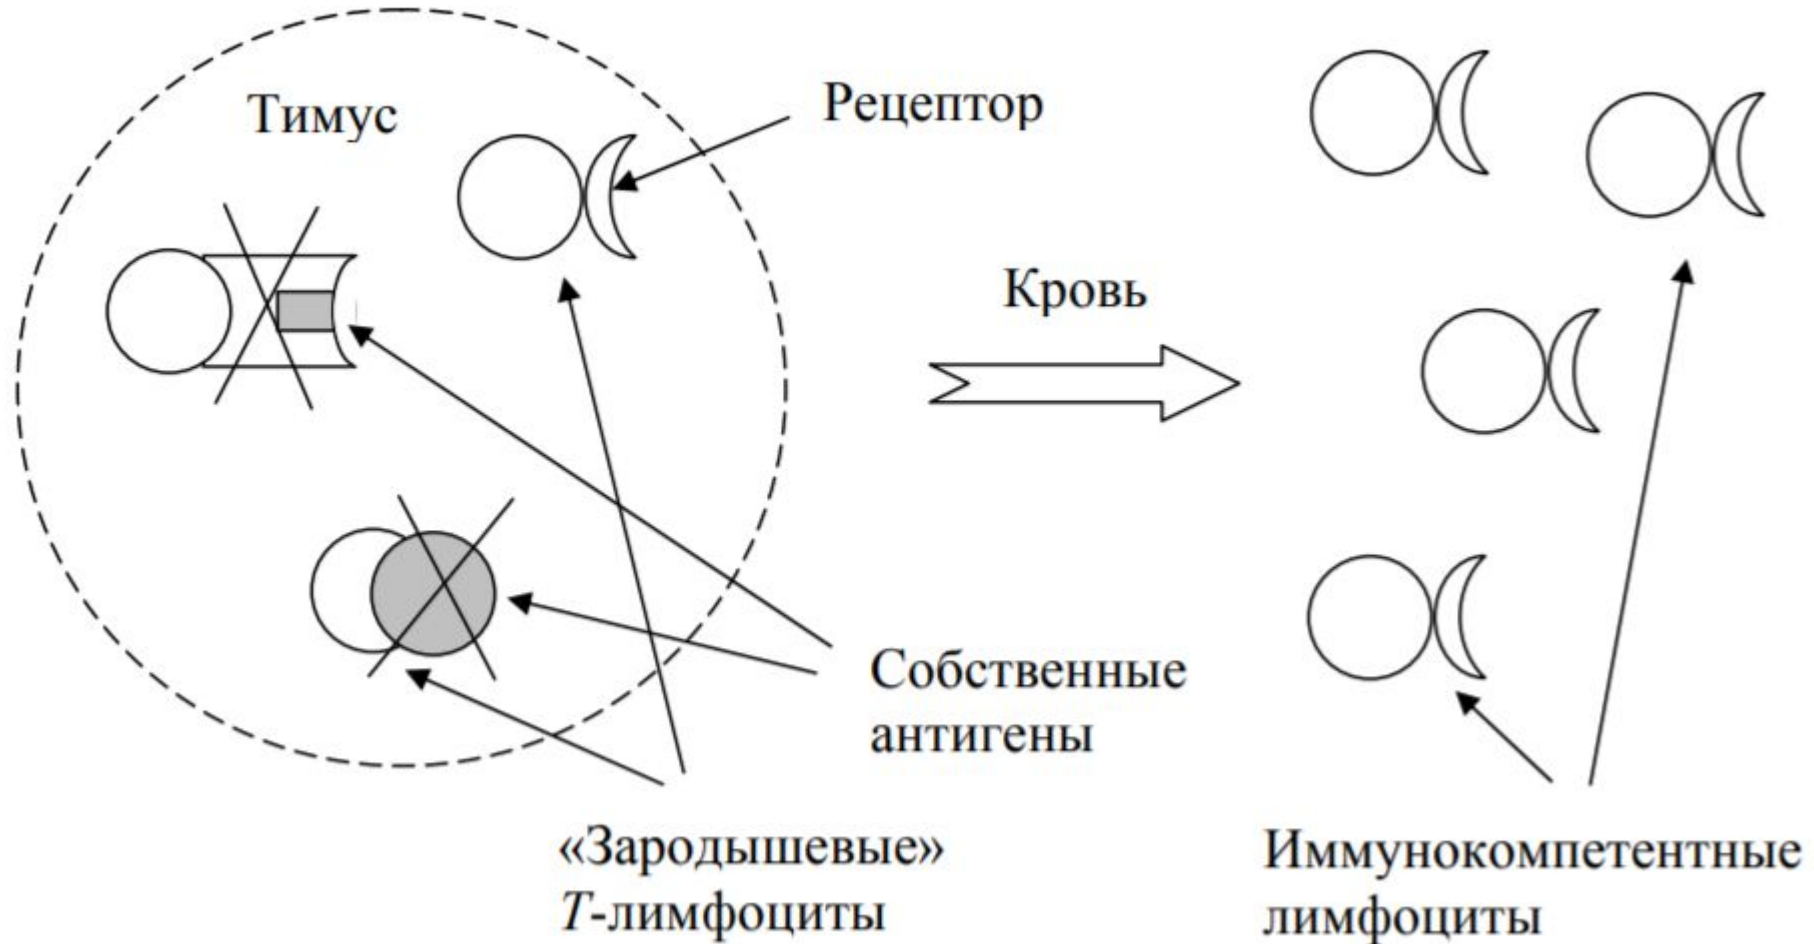 Тимус
Рецептор
Кровь
Собственные
антигены
«Зародышевые»
Т-лимфоциты
Иммунокомпетентные
лимфоциты